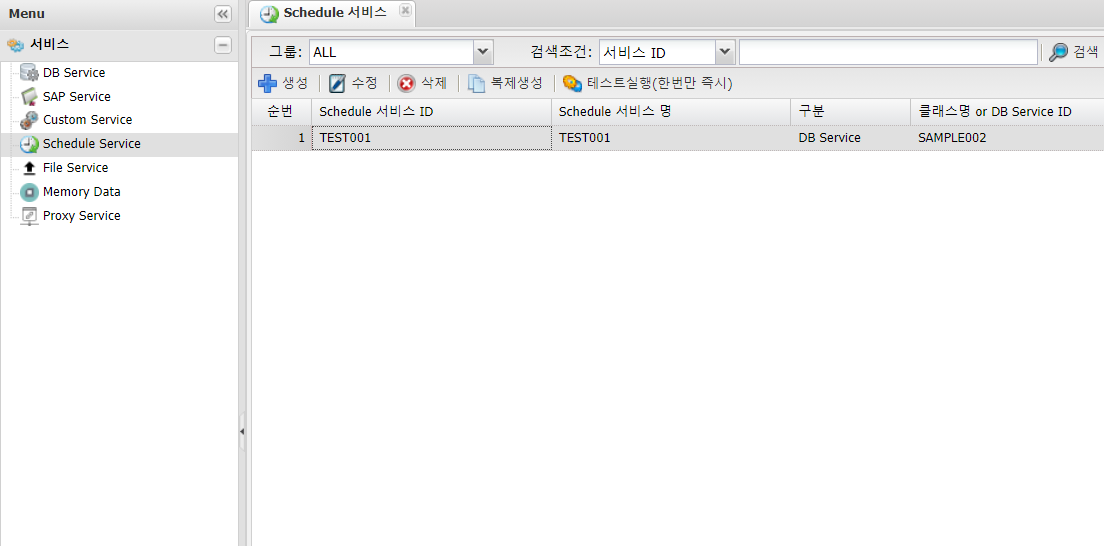 Menu
서비스
DB Service
SAP Service
Custom Service
Schedule Service
File Service
Memory Data
Proxy Service
Schedule 서비스
그룹: ALL 검색조건: 서비스 ID 검색
생성 수정 삭제 복제생성 테스트실행(한번만 즉시)
순번 Schedule 서비스 ID Schedule 서비스 명 구분 클래스명 or DB Service ID
1 TEST001 TEST001 DB Service SAMPLE002